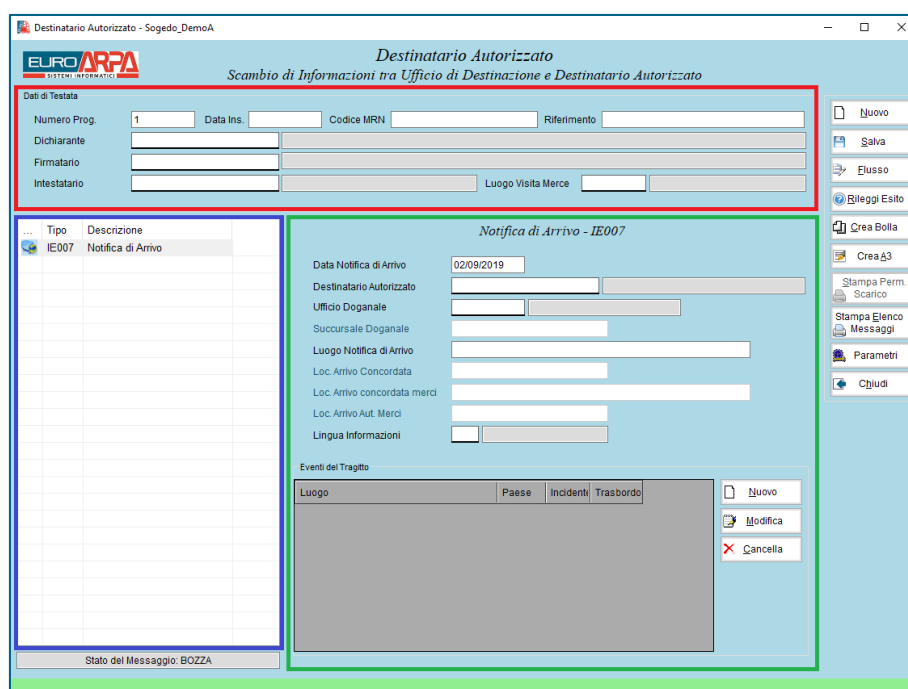 Destinatario Autorizzato - Sogedo_DemoA
EURO ARPA
SISTEMI INFORMATICI
Destinatario Autorizzato
Scambio di Informazioni tra Ufficio di Destinazione e Destinatario Autorizzato
Dati di Testata
Numero Prog. 1 Data Ins. Codice MRN Riferimento
Dichiarante
Firmatario
Intestatario Luogo Visita Merce
Nuovo
Salva
Flusso
Rileggi Esito
Crea Bolla
Crea A3
Stampa Perm.
Scarico
Stampa Elenco
Messaggi
Parametri
Chiudi
... Tipo Descrizione
IE007 Notifica di Arrivo
Stato del Messaggio: BOZZA
Notifica di Arrivo - IE007
Data Notifica di Arrivo 02/09/2019
Destinatario Autorizzato
Ufficio Doganale
Succursale Doganale
Luogo Notifica di Arrivo
Loc. Arrivo Concordata
Loc. Arrivo concordata merci
Loc. Arrivo Aut. Merci
Lingua Informazioni
Eventi del Tragitto
Luogo Paese Incidente Trasbordo
Nuovo
Modifica
Cancella